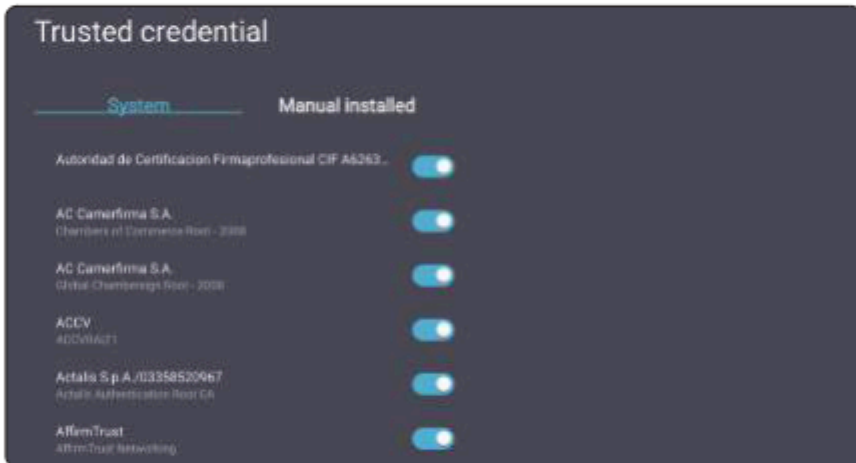 Trusted credential
System
Manual installed
Autoridad de Certificacion Firmaprofesional CIF A6263...
AC Camerfirma S.A.
Chambers of Commerce Root - 2008
AC Camerfirma S.A.
Global Chambersign Root - 2008
ACCV
ACCVRAIZ1
Actalis S.p.A./03358520967
Actalis Authentication Root CA
AffirmTrust
AffirmTrust Networking